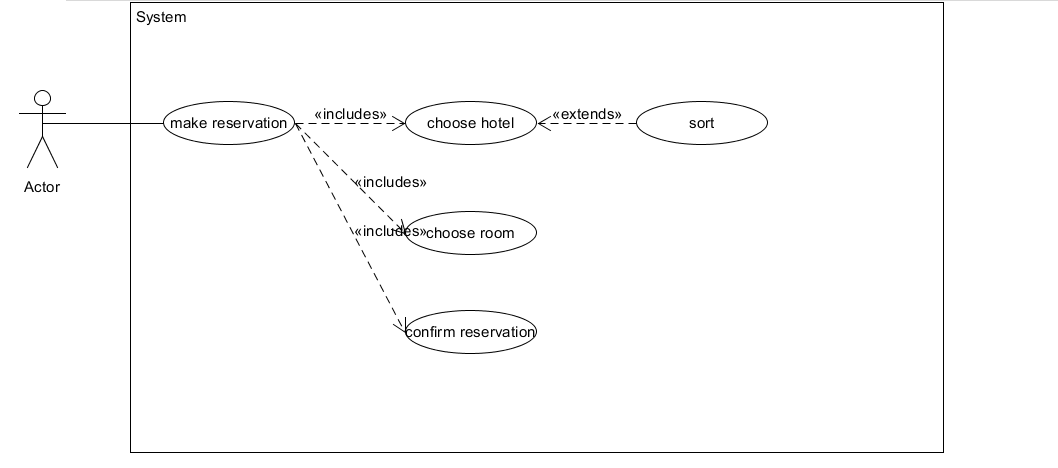 System
make reservation
«includes»
choose hotel
«extends»
sort
«includes»
Actor
«includes»
choose room
confirm reservation